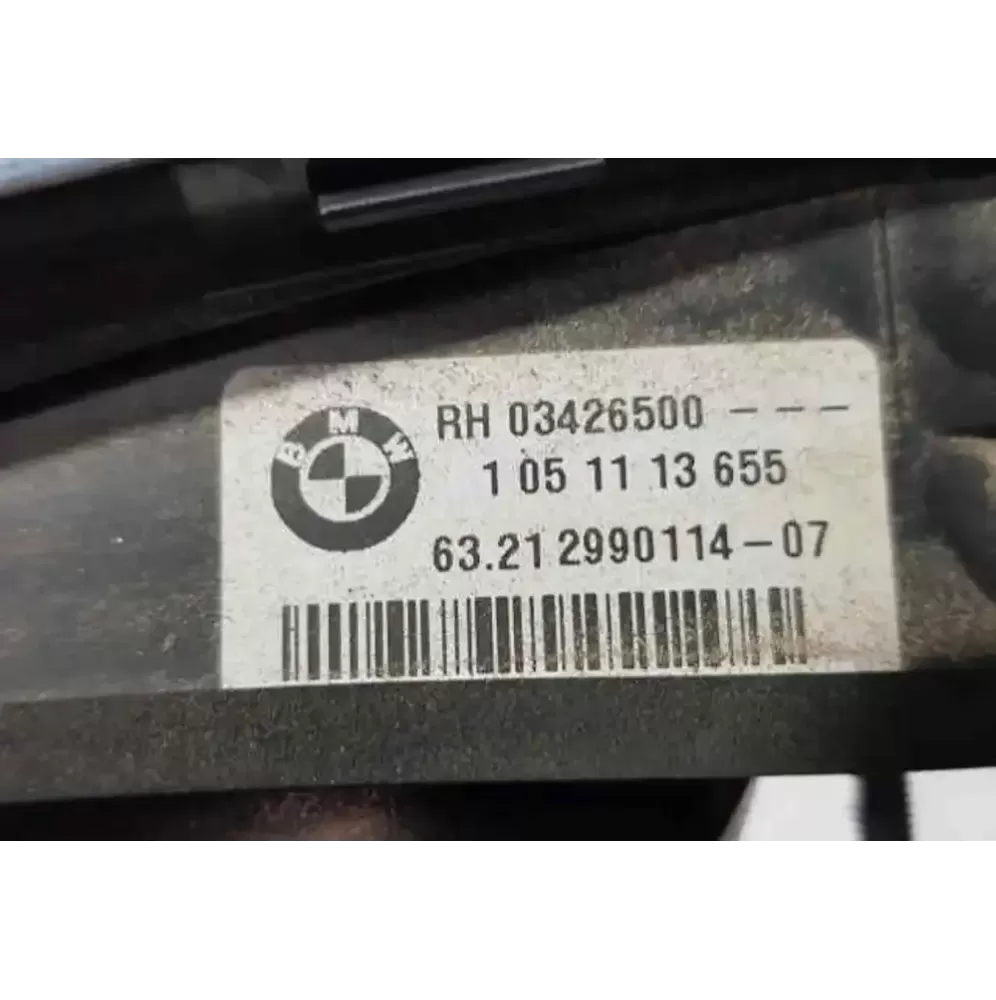 BMW
RH 03426500 ---
1 05 11 13 655
63.21 2990114-07